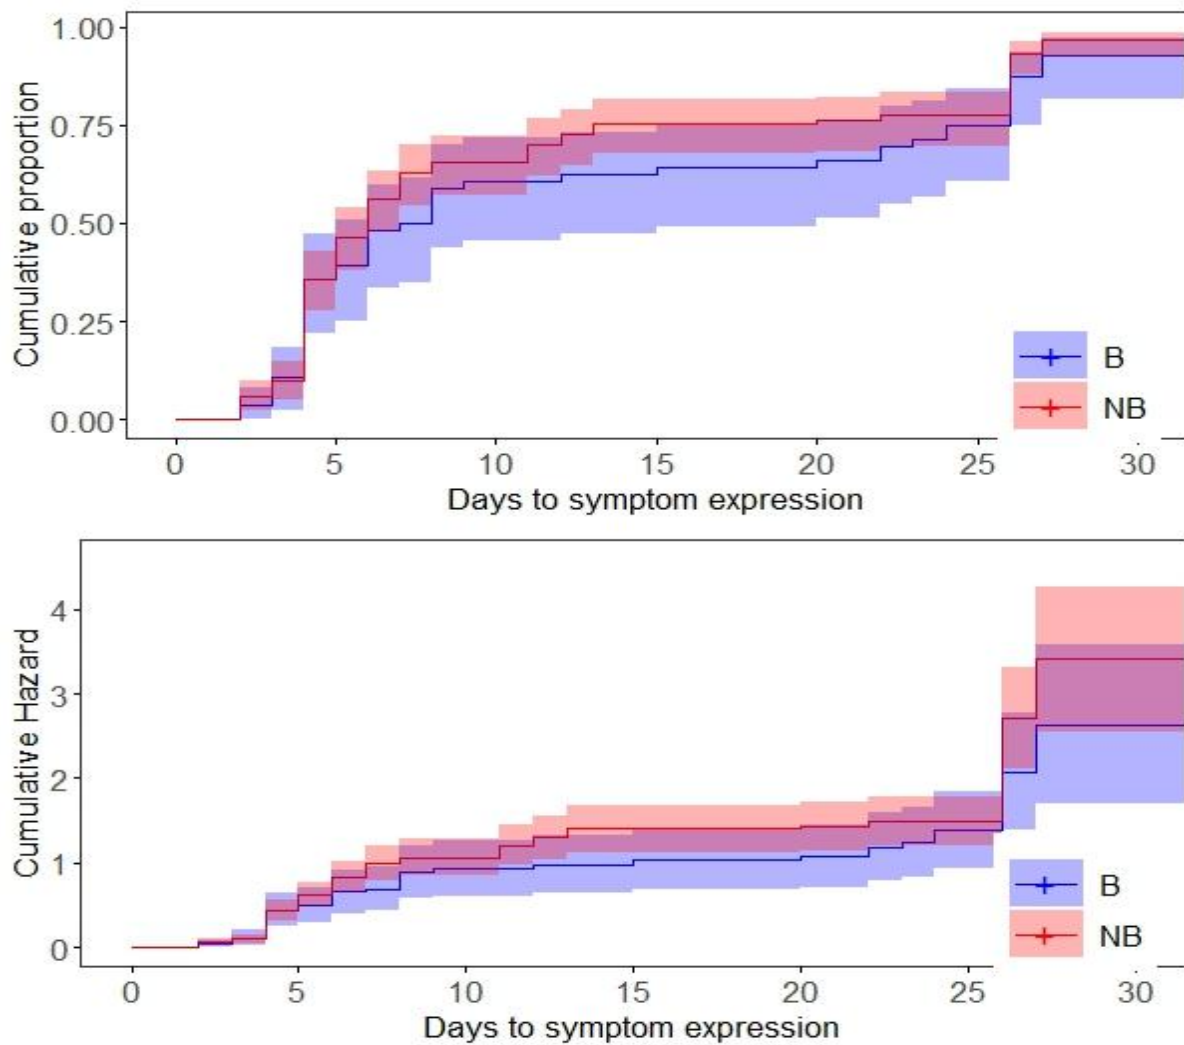 1.00
0.75
0.50
0.25
0.00
Cumulative proportion
B
NB
0 5 10 15 20 25 30
Days to symptom expression
4
3
2
1
0
Cumulative Hazard
B
NB
0 5 10 15 20 25 30
Days to symptom expression